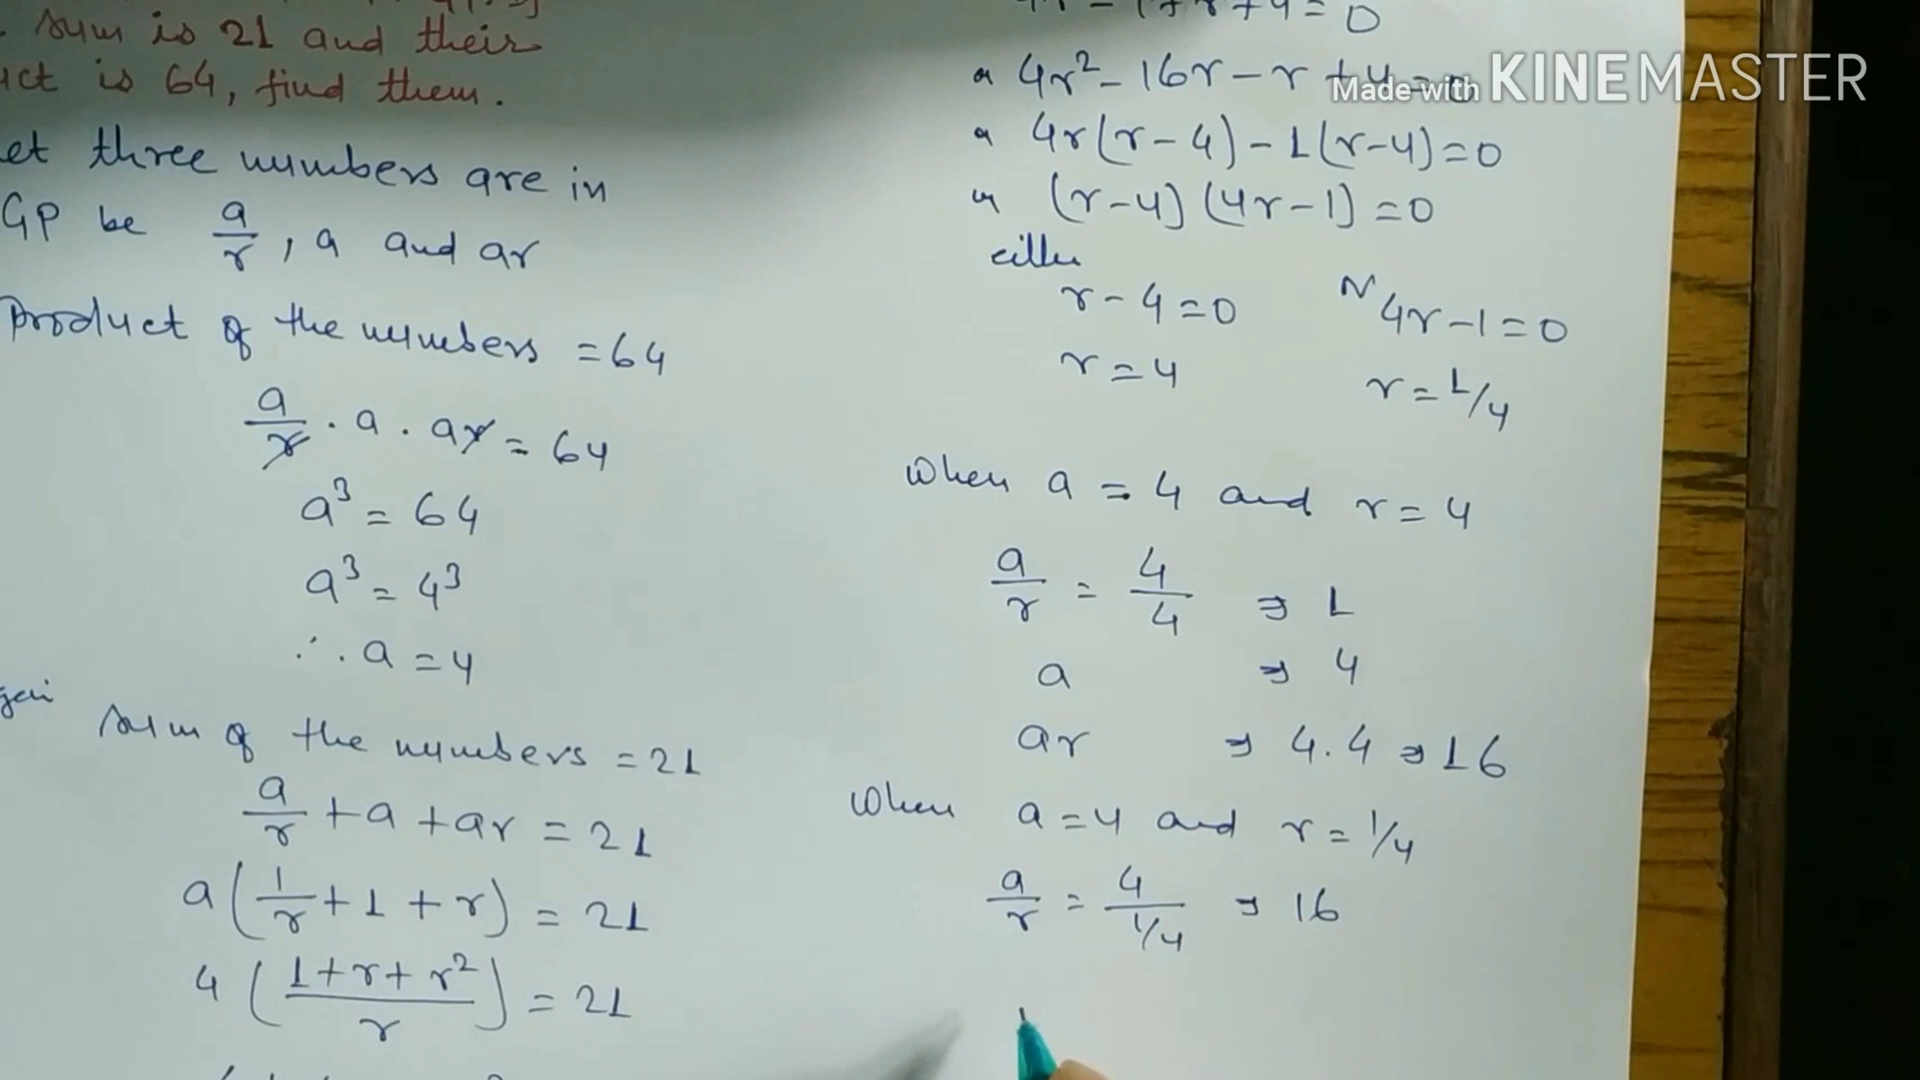 sum is 21 and their
is 64, find them.
et three numbers are in
GP be a/r, a and ar
Product of the numbers = 64
a/r . a . ar = 64
a³ = 64
a³ = 4³
∴ a = 4
sum of the numbers = 21
a/r + a + ar = 21
a(1/r + 1 + r) = 21
4((1 + r + r²)/r) = 21
4r² - 16r - r + 4 = 0
4r(r-4) - 1(r-4) = 0
(r-4)(4r-1) = 0
either
r - 4 = 0 4r - 1 = 0
r = 4 r = 1/4
when a = 4 and r = 4
a/r = 4/4 ⇒ 1
a ⇒ 4
ar ⇒ 4.4 ⇒ 16
when a = 4 and r = 1/4
a/r = 4/(1/4) ⇒ 16
Made with KINEMASTER